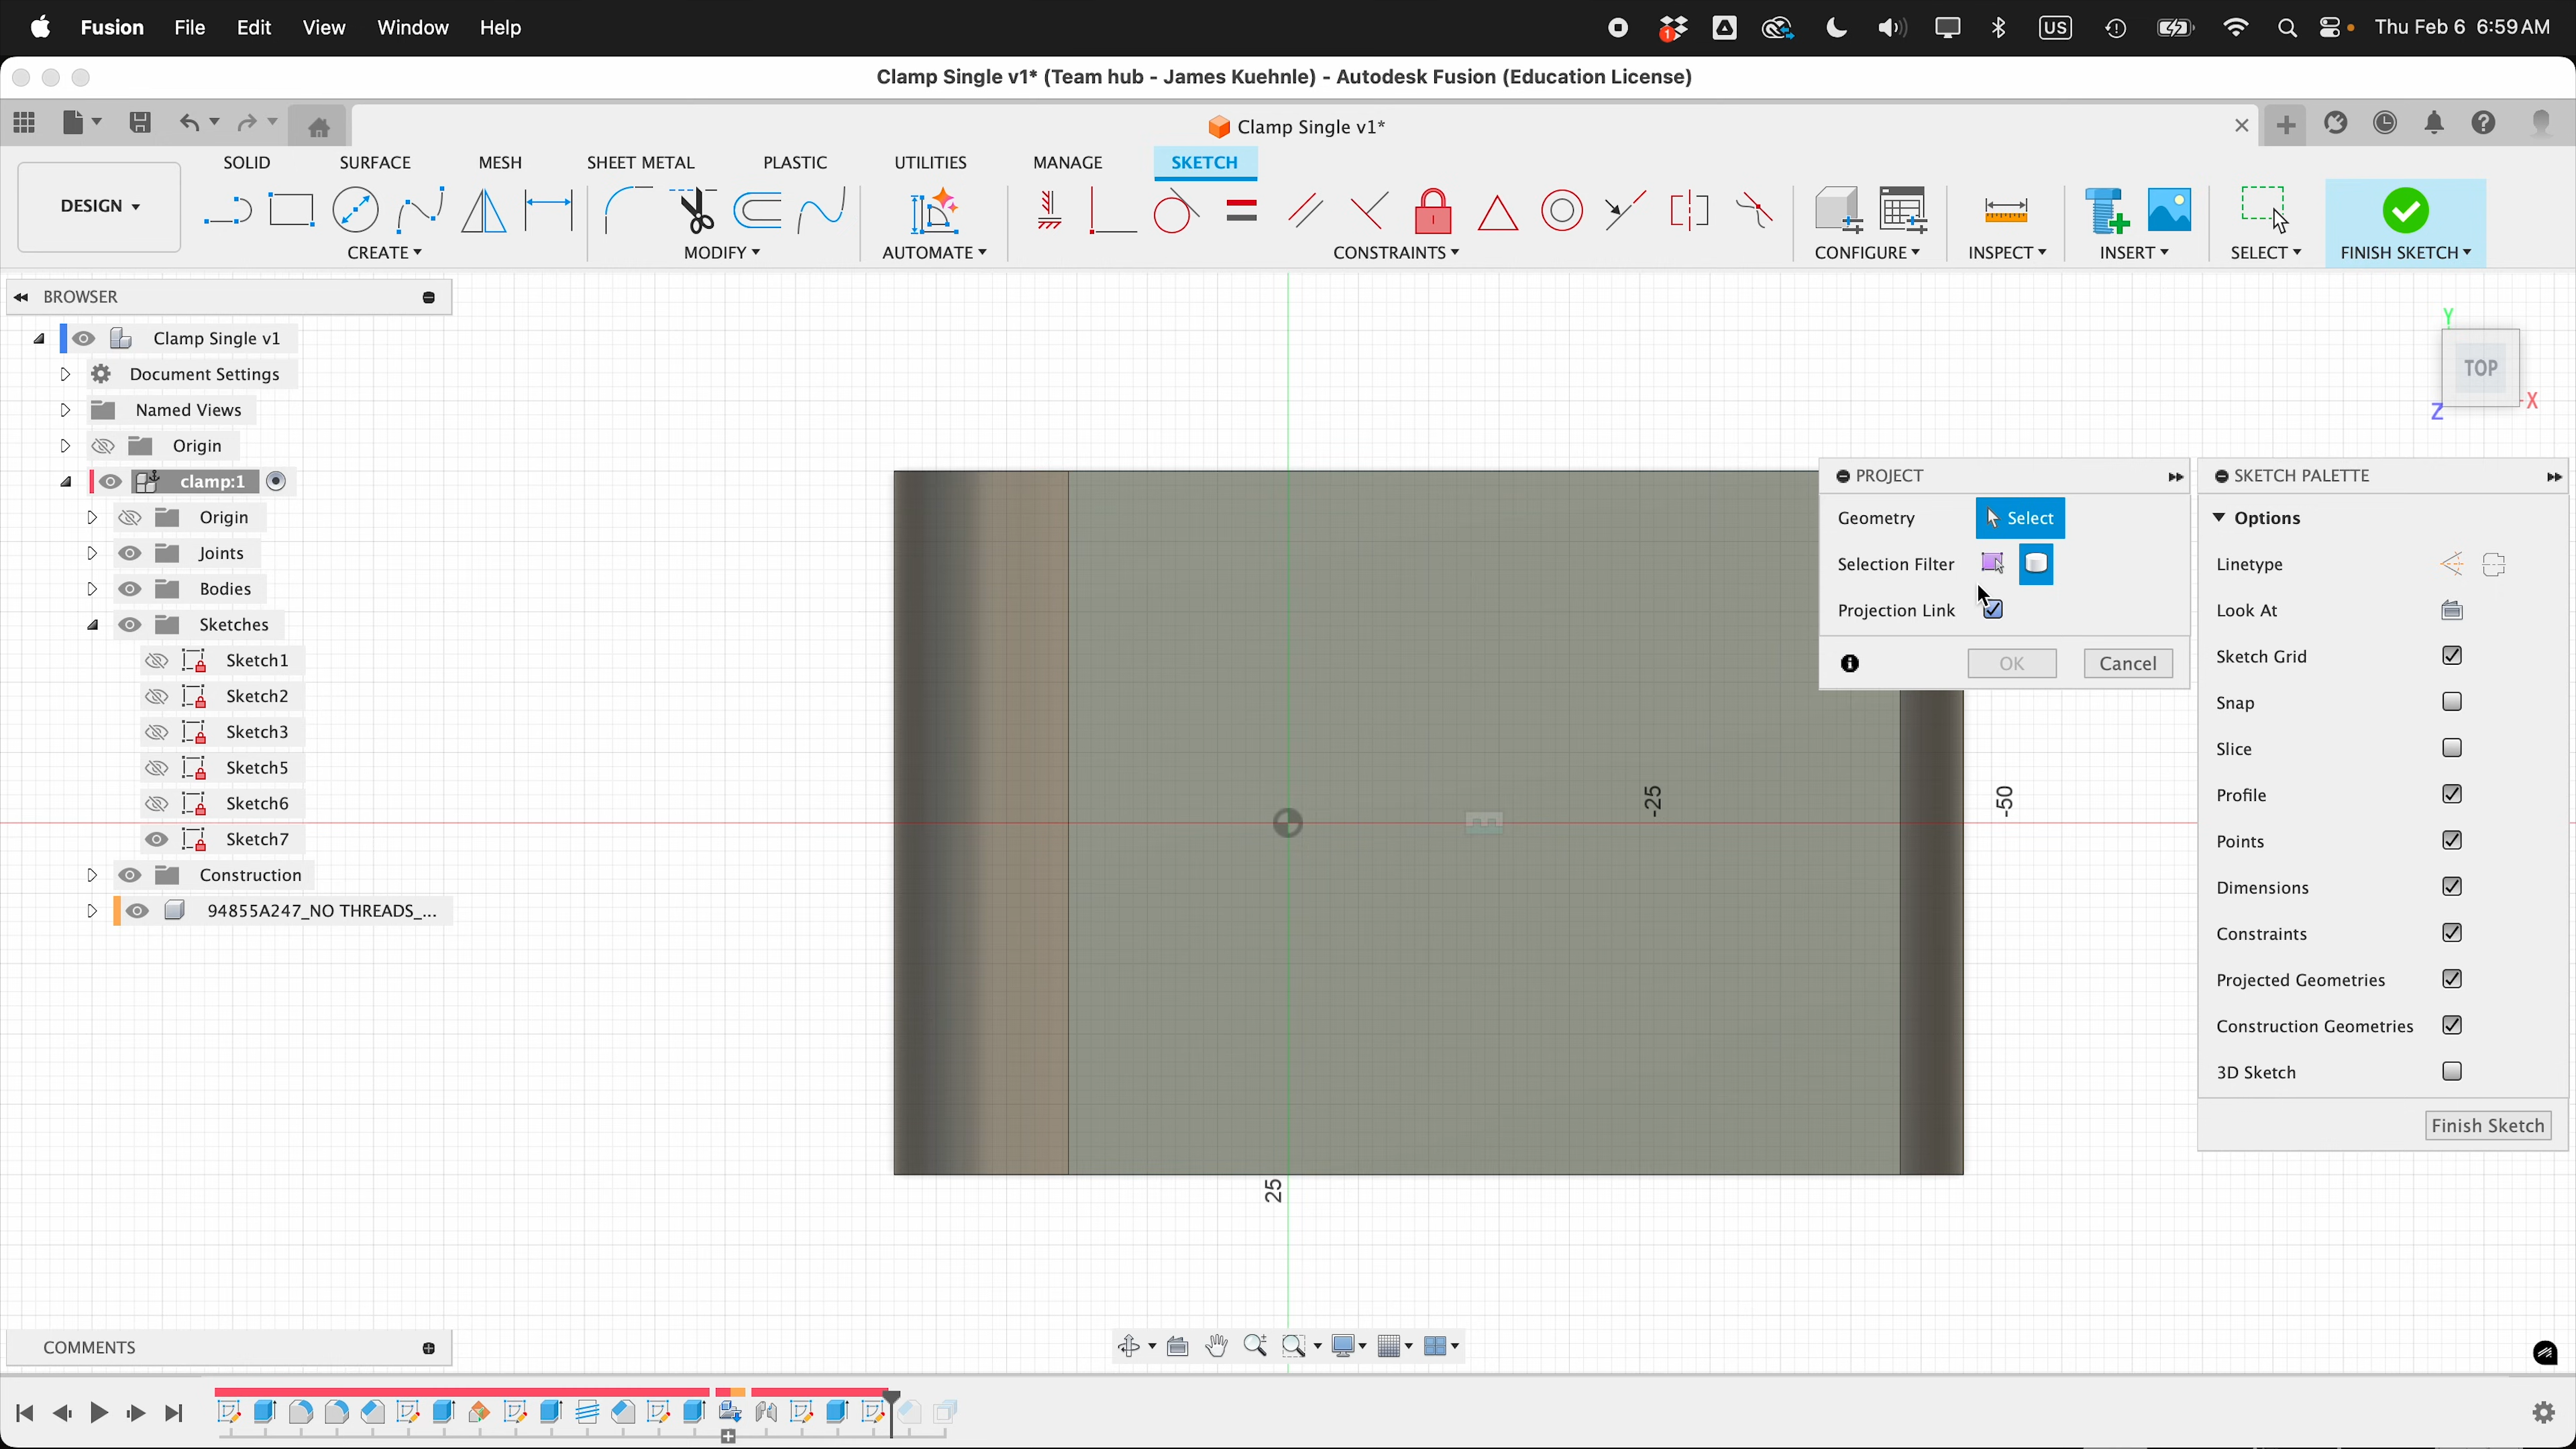 Fusion File Edit View Window Help US Thu Feb 6 6:59 AM
1
Clamp Single v1* (Team hub - James Kuehnle) - Autodesk Fusion (Education License)
Clamp Single v1*
SOLID SURFACE MESH SHEET METAL PLASTIC UTILITIES MANAGE SKETCH
DESIGN
CREATE MODIFY AUTOMATE CONSTRAINTS CONFIGURE INSPECT INSERT SELECT FINISH SKETCH
BROWSER
Clamp Single v1
Document Settings
Named Views
Origin
clamp:1
Origin
Joints
Bodies
Sketches
Sketch1
Sketch2
Sketch3
Sketch5
Sketch6
Sketch7
Construction
94855A247_NO THREADS_...
Y
TOP
X
Z
PROJECT
Geometry Select
Selection Filter
Projection Link
OK Cancel
SKETCH PALETTE
Options
Linetype
Look At
Sketch Grid
Snap
Slice
Profile
Points
Dimensions
Constraints
Projected Geometries
Construction Geometries
3D Sketch
Finish Sketch
-25
-50
25
COMMENTS